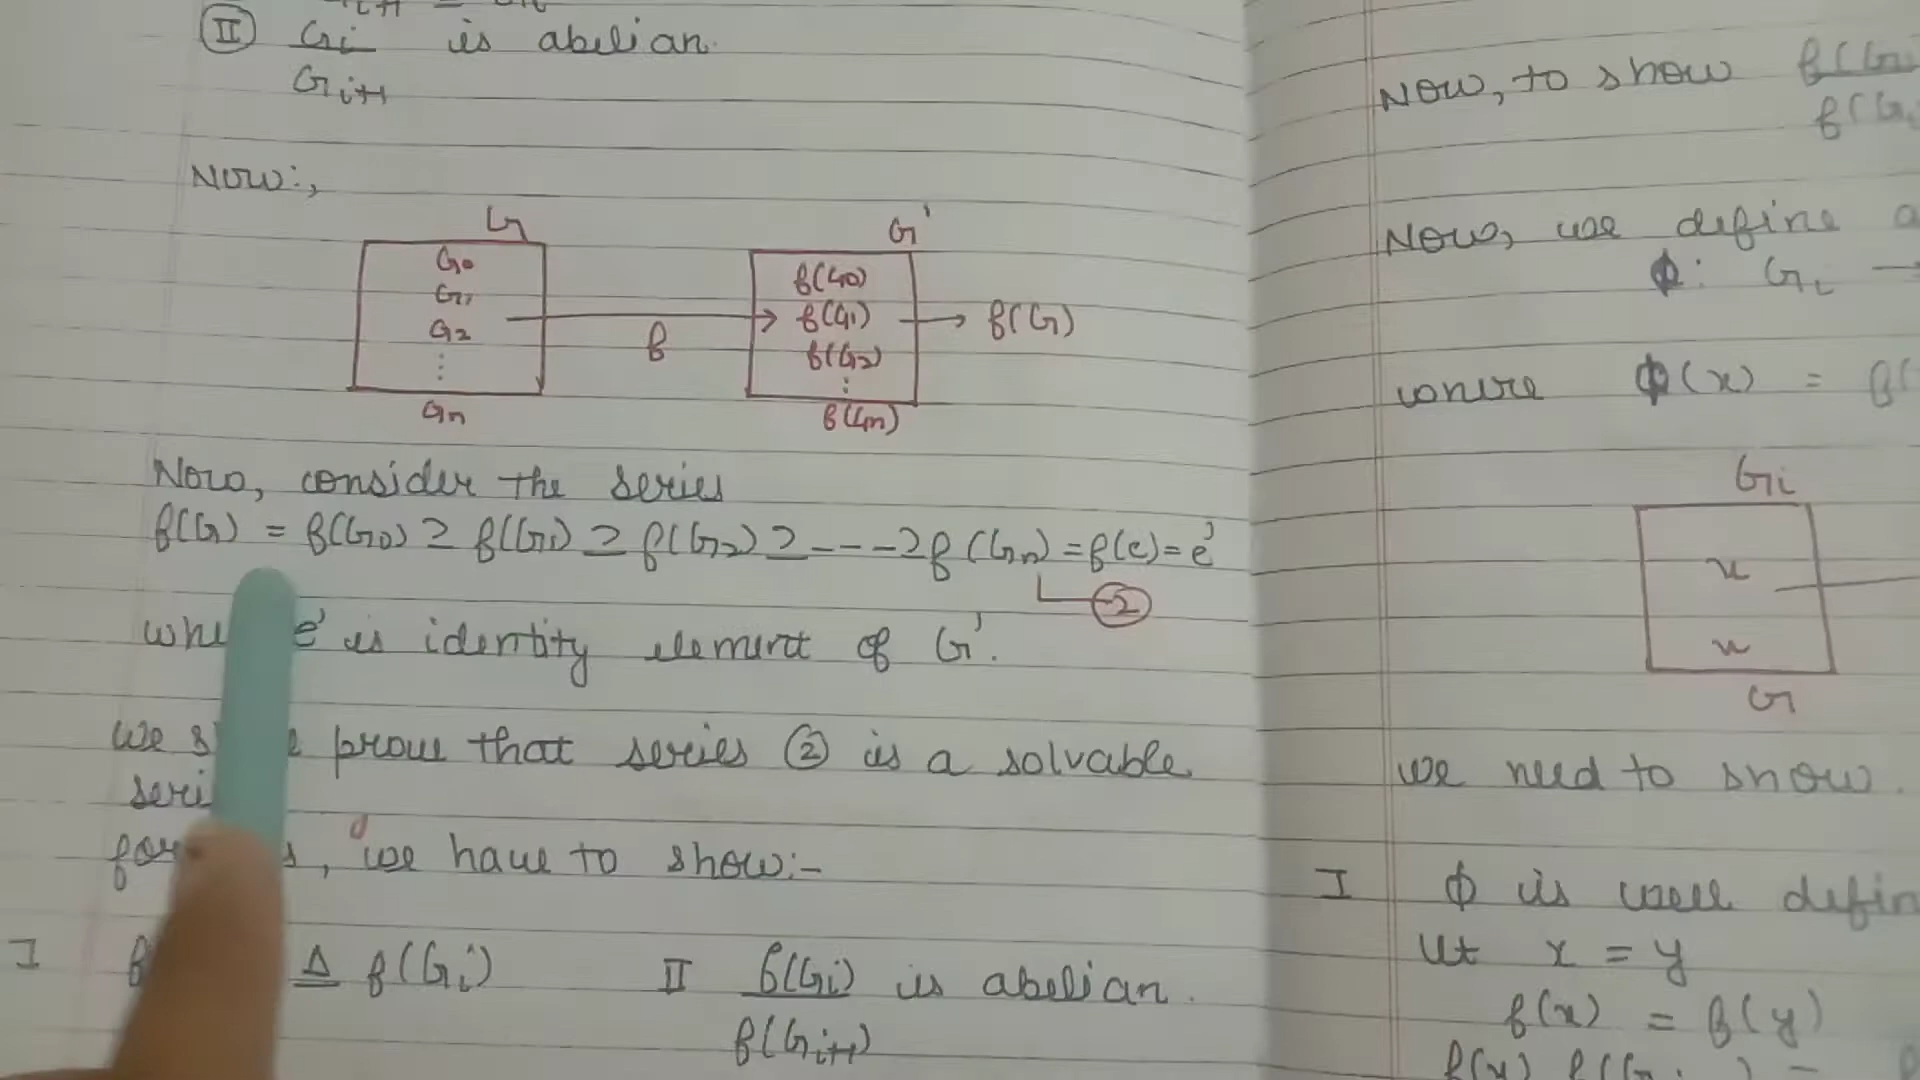 II Gi is abelian.
Gi+1
Now:,
G G'
G0
G1
G2
⋮
Gn
f
f(G0)
f(G1) → f(G)
f(G2)
⋮
f(Gn)
Now, consider the series
f(G) = f(G0) ⊇ f(G1) ⊇ f(G2) ⊇ - - - ⊇ f(Gn) = f(e) = e'
②
e' is identity element of G'.
We prove that series ② is a solvable
we have to show:-
I ⊴ f(Gi) II f(Gi) is abelian.
f(Gi+1)
Now, to show f(Gi
f(G
Now, we define a
ϕ: Gi →
where ϕ(x) = f(
Gi
x
x
G
we need to show.
I ϕ is well defin
let x = y
f(x) = f(y)